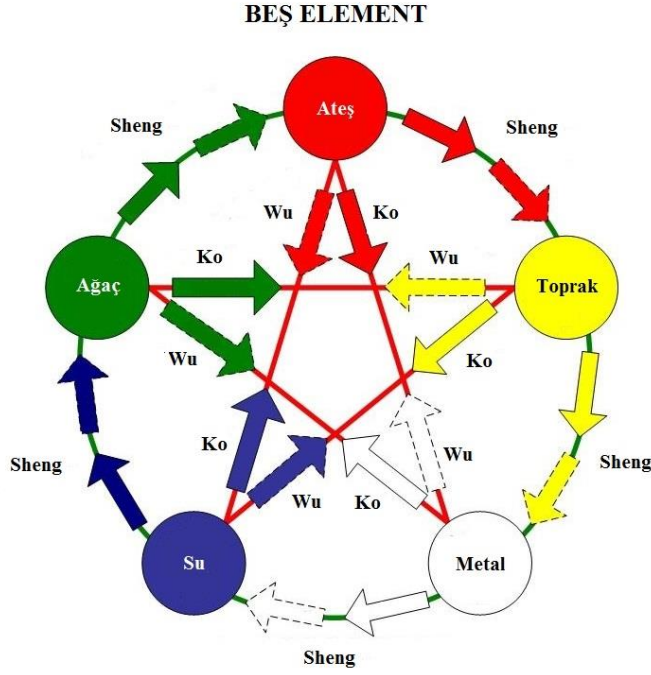 BEŞ ELEMENT
Ateş
Sheng
Sheng
Wu
Ko
Ko
Wu
Ağaç
Toprak
Wu
Ko
Ko
Wu
Sheng
Sheng
Wu
Ko
Su
Metal
Sheng